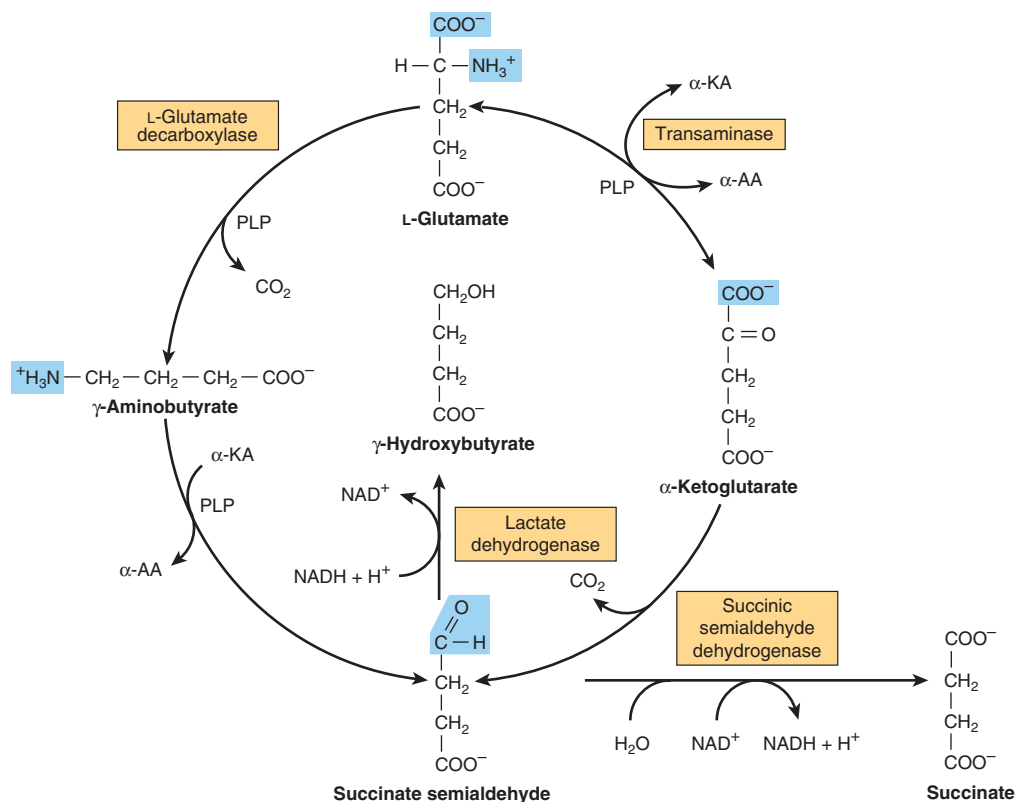 COO⁻
H — C — NH₃⁺
CH₂
CH₂
COO⁻
L-Glutamate
L-Glutamate
decarboxylase
PLP
CO₂
α-KA
Transaminase
PLP
α-AA
CH₂OH
CH₂
CH₂
COO⁻
γ-Hydroxybutyrate
COO⁻
C = O
CH₂
CH₂
COO⁻
α-Ketoglutarate
⁺H₃N — CH₂ — CH₂ — CH₂ — COO⁻
γ-Aminobutyrate
α-KA
PLP
α-AA
NAD⁺
Lactate
dehydrogenase
NADH + H⁺
CO₂
Succinic
semialdehyde
dehydrogenase
O
C — H
CH₂
CH₂
COO⁻
Succinate semialdehyde
H₂O
NAD⁺
NADH + H⁺
COO⁻
CH₂
CH₂
COO⁻
Succinate